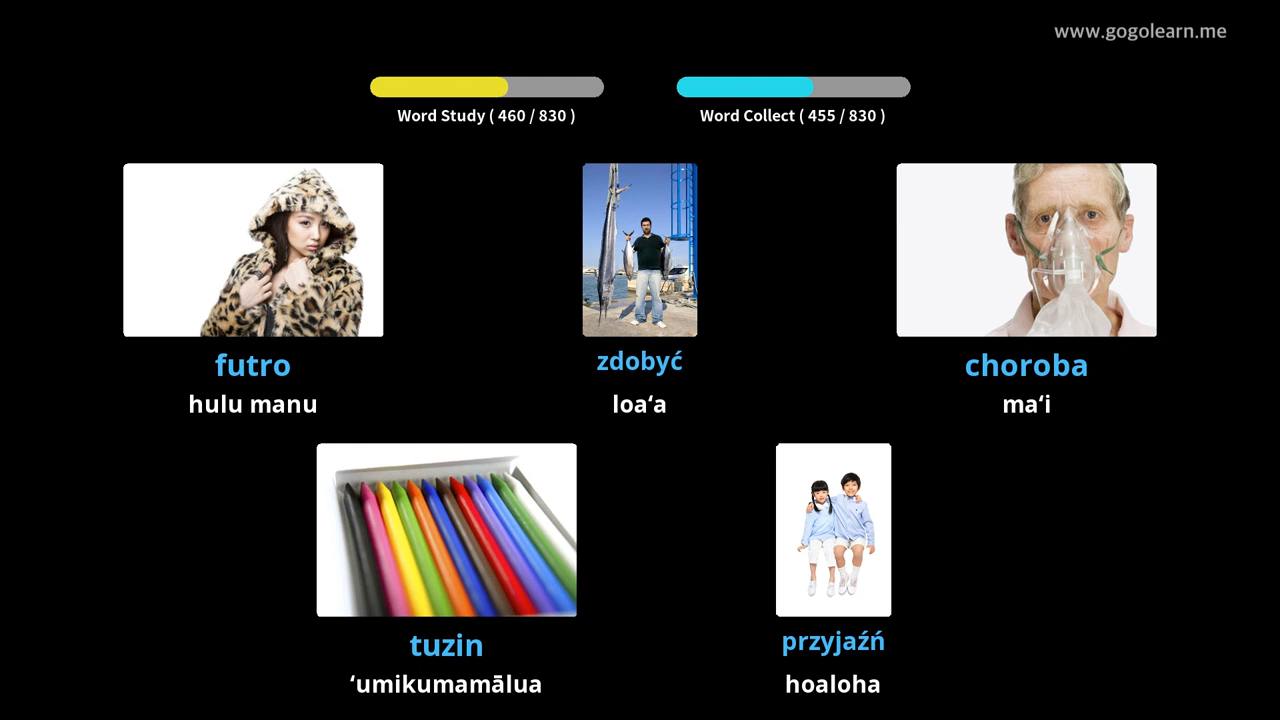 www.gogolearn.me
Word Study ( 460 / 830 )
Word Collect ( 455 / 830 )
futro
hulu manu
zdobyć
loaʻa
choroba
maʻi
tuzin
ʻumikumamālua
przyjaźń
hoaloha